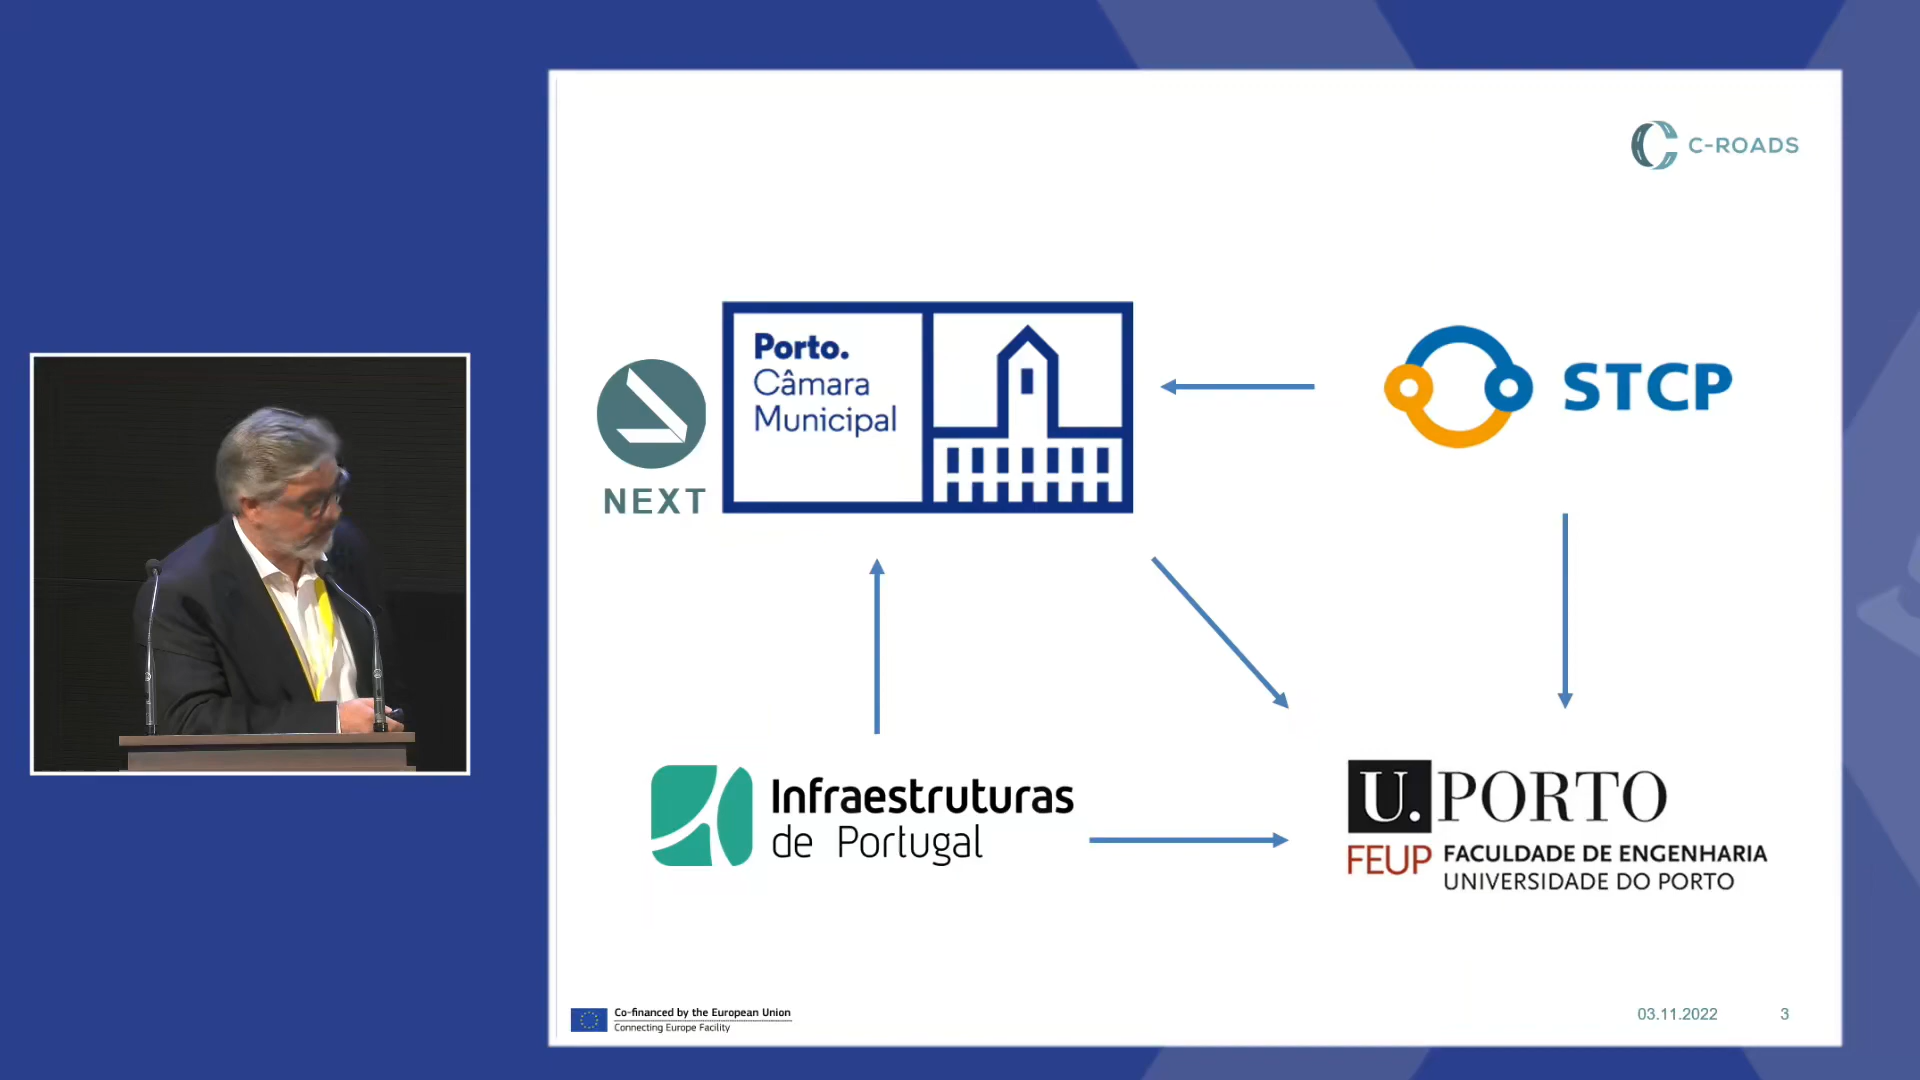 C-ROADS
Porto.
Câmara
Municipal
NEXT
STCP
Infraestruturas
de Portugal
U.PORTO
FEUP FACULDADE DE ENGENHARIA
UNIVERSIDADE DO PORTO
Co-financed by the European Union
Connecting Europe Facility
03.11.2022 3